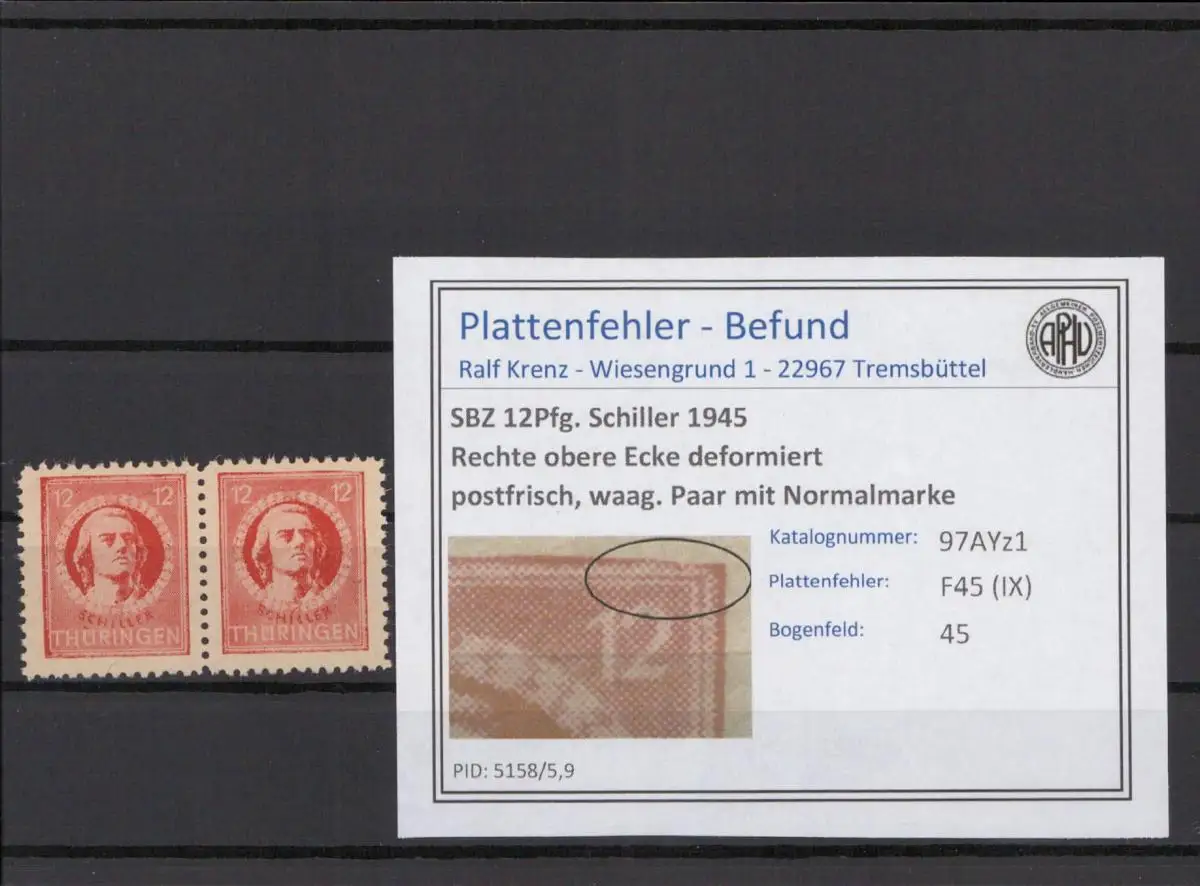 Plattenfehler - Befund
Ralf Krenz - Wiesengrund 1 - 22967 Tremsbüttel
APHV
SBZ 12Pfg. Schiller 1945
Rechte obere Ecke deformiert
postfrisch, waag. Paar mit Normalmarke
Katalognummer: 97AYz1
Plattenfehler: F45 (IX)
Bogenfeld: 45
12
PID: 5158/5,9
12 12
SCHILLER
THÜRINGEN
12 12
SCHILLER
THÜRINGEN